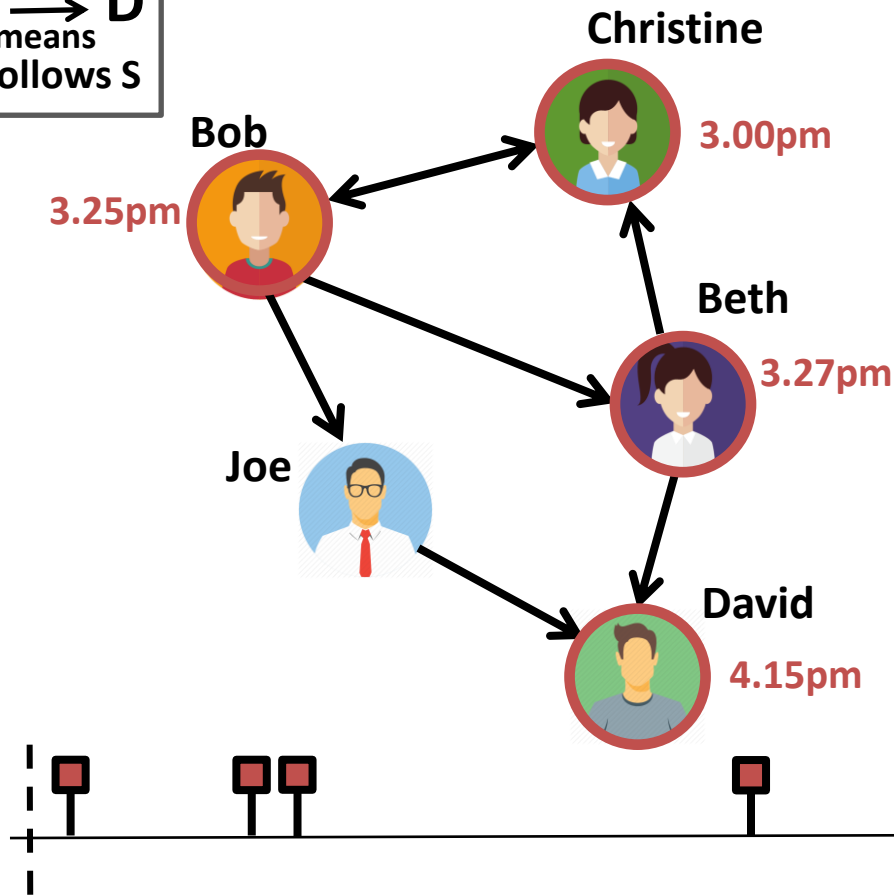 D
means
ollows S
Christine
3.00pm
Bob
3.25pm
Beth
3.27pm
Joe
David
4.15pm